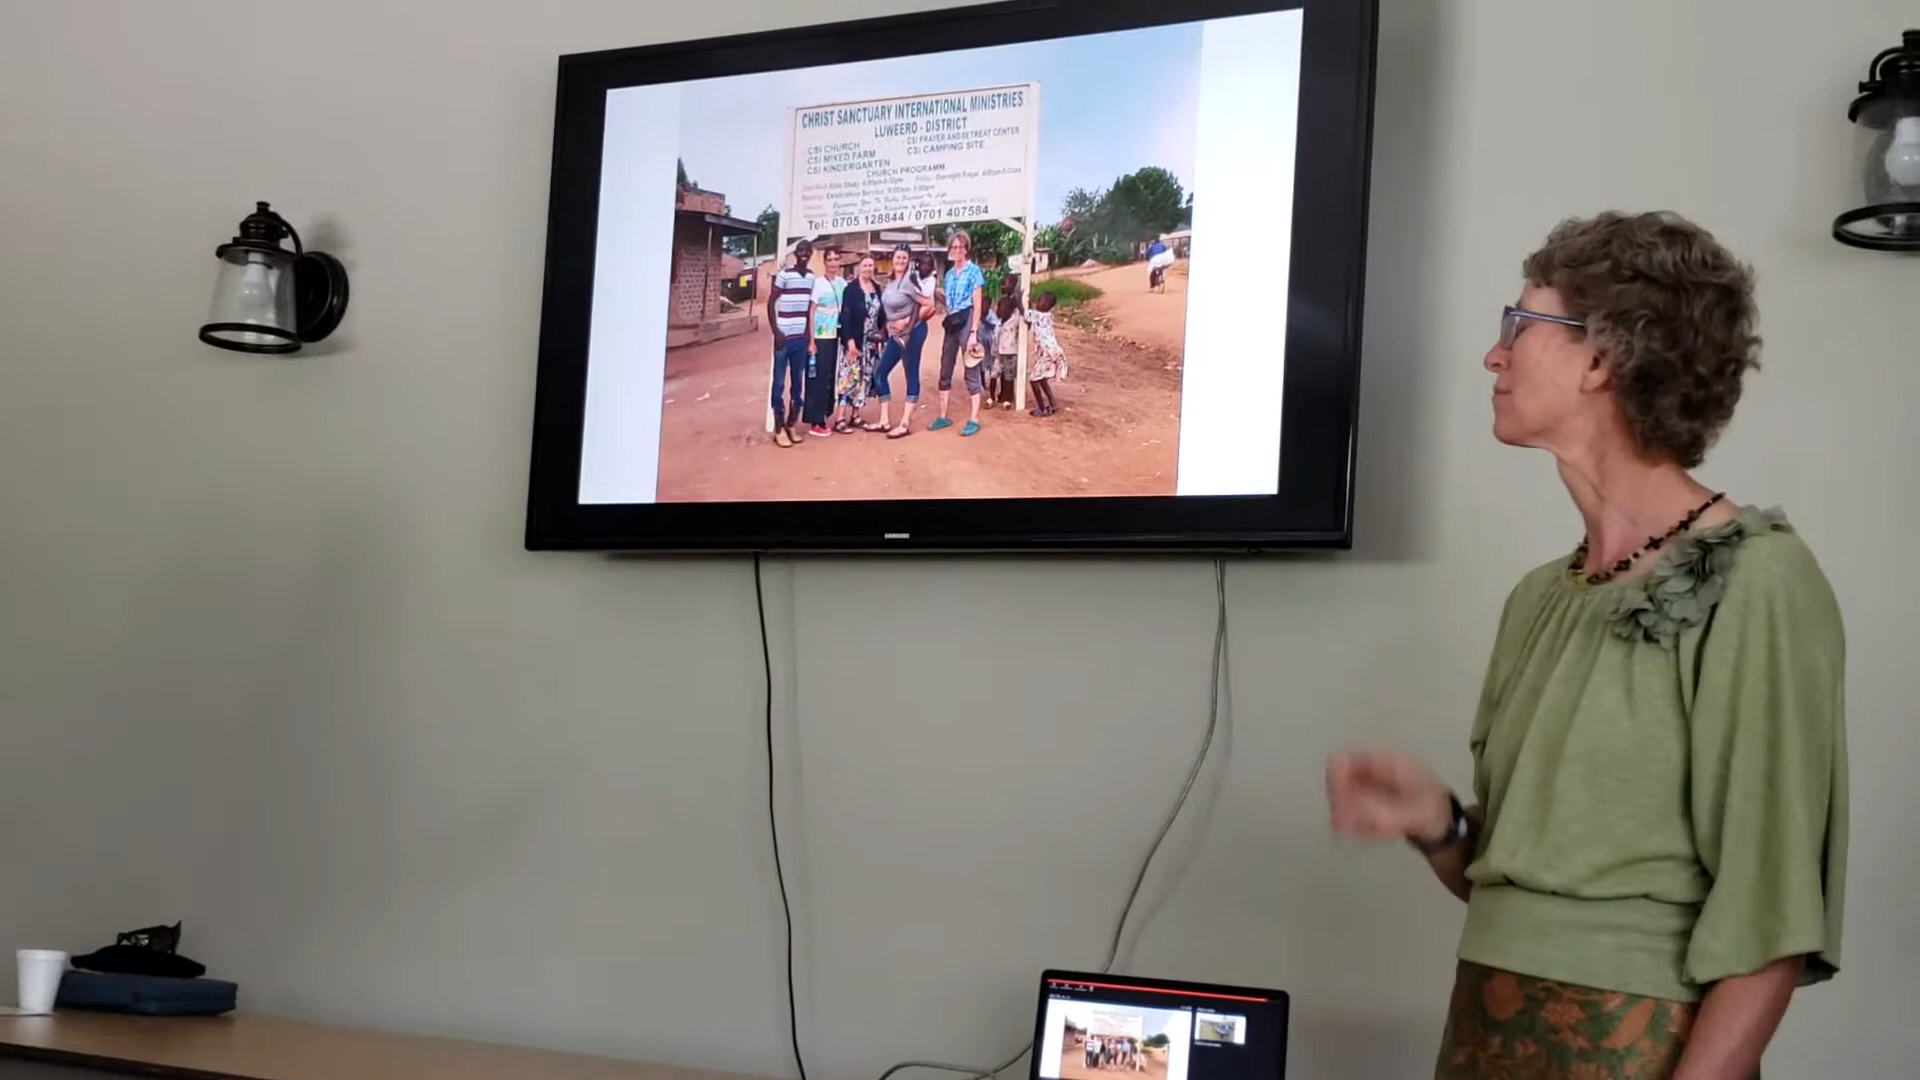 CHRIST SANCTUARY INTERNATIONAL MINISTRIES
LUWEERO - DISTRICT
- CSI CHURCH
- CSI PRAYER AND RETREAT CENTER
- CSI MIXED FARM
CSI CAMPING SITE
CSI KINDERGARTEN
CHURCH PROGRAMM
Tel: 0705 128844 / 0701 407584
SAMSUNG